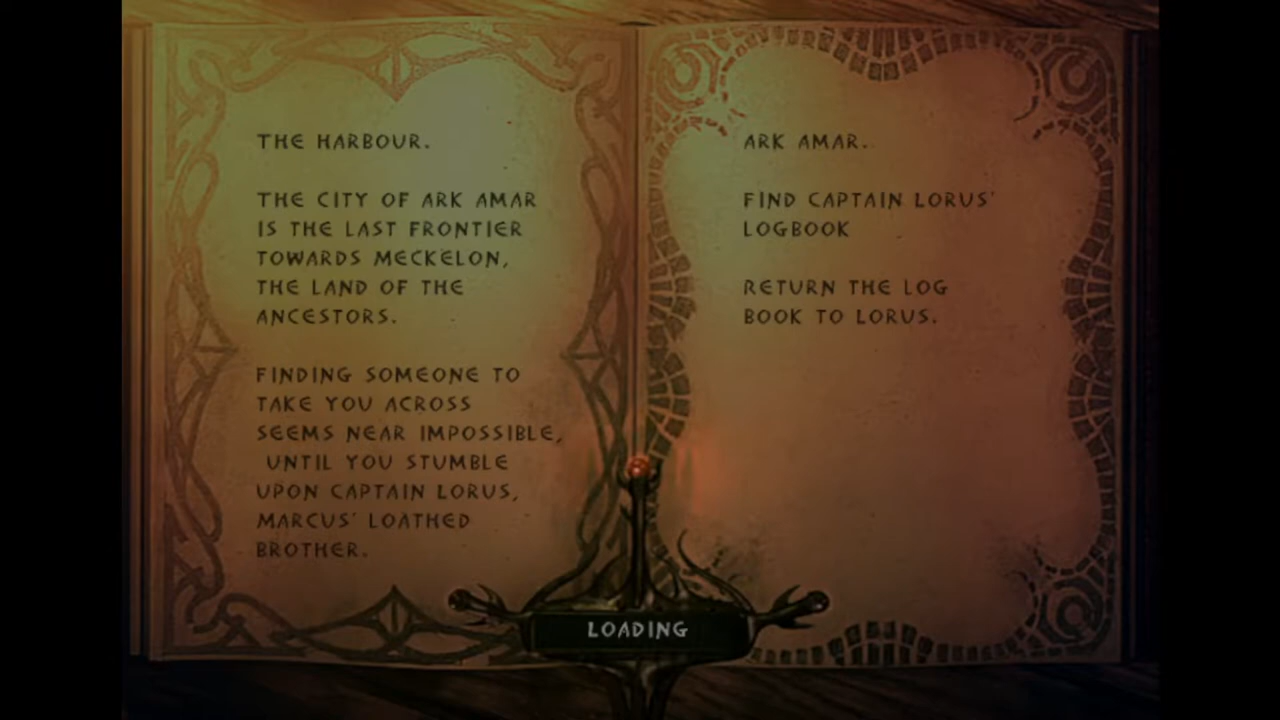 THE HARBOUR.
THE CITY OF ARK AMAR
IS THE LAST FRONTIER
TOWARDS MECKELON,
THE LAND OF THE
ANCESTORS.
FINDING SOMEONE TO
TAKE YOU ACROSS
SEEMS NEAR IMPOSSIBLE,
UNTIL YOU STUMBLE
UPON CAPTAIN LORUS,
MARCUS' LOATHED
BROTHER.
ARK AMAR.
FIND CAPTAIN LORUS'
LOGBOOK
RETURN THE LOG
BOOK TO LORUS.
LOADING